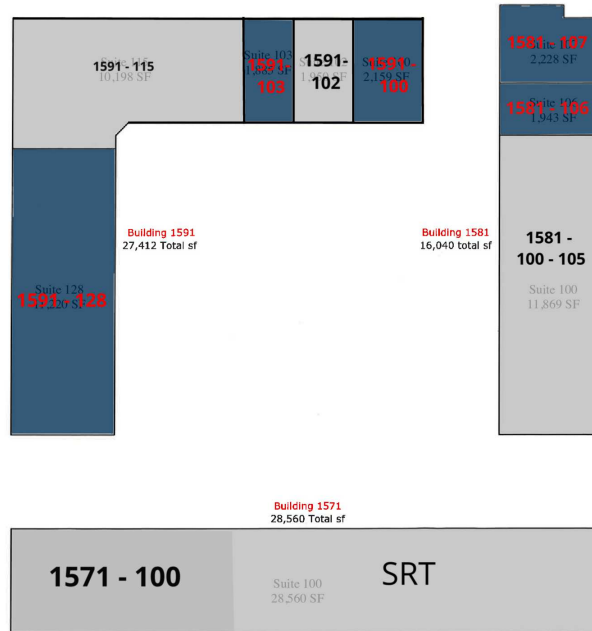 1591 - 115
10,198 SF
Suite 103
1591-
103
1591-
102
1591-
100
2,159 SF
1581 - 107
2,228 SF
1581 - 106
1,943 SF
Building 1591
27,412 Total sf
Building 1581
16,040 total sf
1581 -
100 - 105
Suite 100
11,869 SF
Suite 128
1591 - 128
11,220 SF
Building 1571
28,560 Total sf
1571 - 100
Suite 100
28,560 SF
SRT